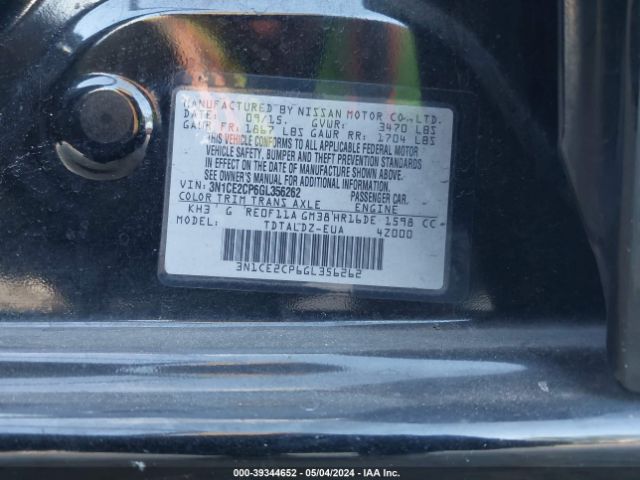 MANUFACTURED BY NISSAN MOTOR CO.,LTD.
DATE: 09/15. GVWR: 3470 LBS
GAWR FR: 1867 LBS GAWR RR: 1704 LBS
THIS VEHICLE CONFORMS TO ALL APPLICABLE FEDERAL MOTOR
VEHICLE SAFETY, BUMPER AND THEFT PREVENTION STANDARDS
IN EFFECT ON THE DATE OF MANUFACTURE SHOWN ABOVE.
SEE OWNER'S MANUAL FOR ADDITIONAL INFORMATION.
VIN: 3N1CE2CP6GL356262 PASSENGER CAR
COLOR TRIM TRANS AXLE ENGINE
KH3 G RE0F11A GM38 HR16DE 1598 CC
MODEL: TDTALDZ-EUA 4Z000
3N1CE2CP6GL356262
000-39344652 - 05/04/2024 - IAA Inc.